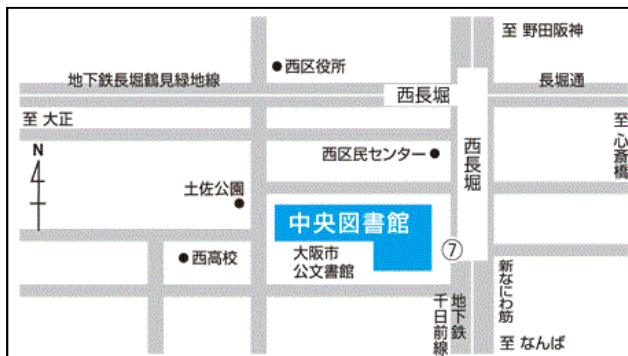 至 野田阪神
●西区役所
地下鉄長堀鶴見緑地線
長堀通
西長堀
至 大正
至 心斎橋
N
西区民センター●
西長堀
土佐公園
中央図書館
●西高校
大阪市
公文書館
⑦
新なにわ筋
地下鉄
千日前線
至 なんば